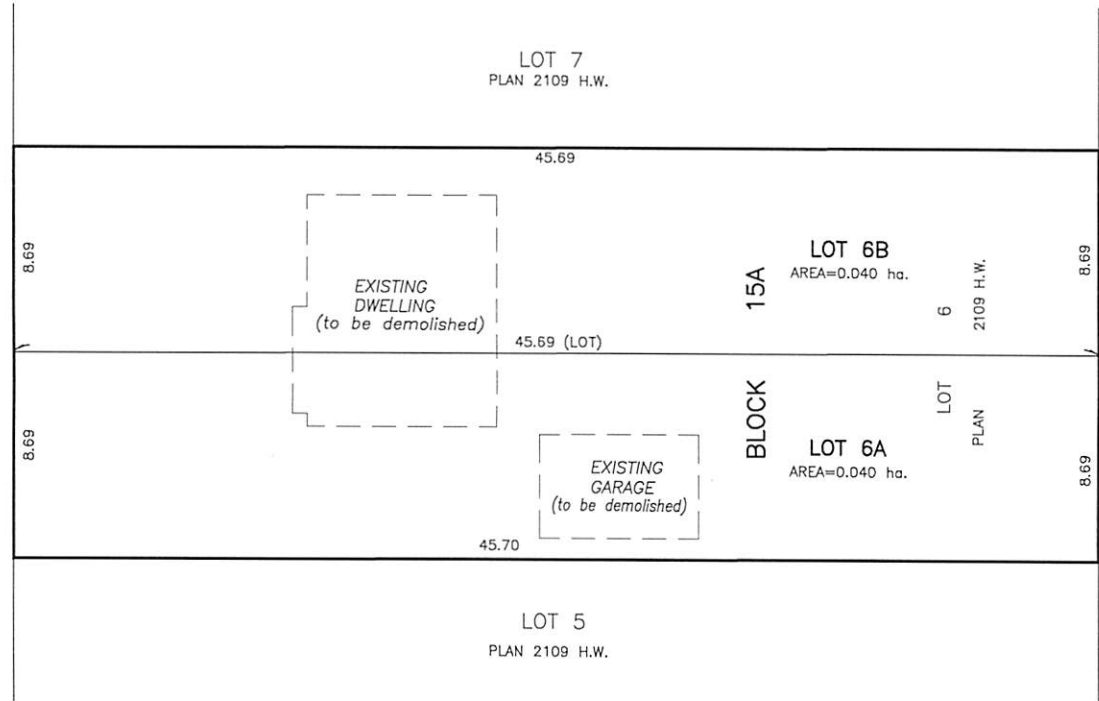 LOT 7
PLAN 2109 H.W.
45.69
8.69
EXISTING
DWELLING
(to be demolished)
15A
LOT 6B
AREA=0.040 ha.
6
2109 H.W.
8.69
45.69 (LOT)
8.69
EXISTING
GARAGE
(to be demolished)
BLOCK
LOT 6A
AREA=0.040 ha.
LOT
PLAN
8.69
45.70
LOT 5
PLAN 2109 H.W.